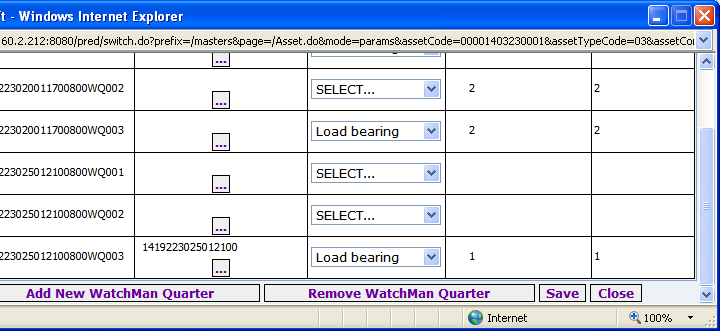 ft - Windows Internet Explorer
60.2.212:8080/pred/switch.do?prefix=/masters&page=/Asset.do&mode=params&assetCode=00001403230001&assetTypeCode=03&assetCor
...
223020011700800WQ002 ... SELECT... 2 2
223020011700800WQ003 ... Load bearing 2 2
223025012100800WQ001 ... SELECT...
223025012100800WQ002 ... SELECT...
1419223025012100
223025012100800WQ003 ... Load bearing 1 1
Add New WatchMan Quarter Remove WatchMan Quarter Save Close
Internet 100%